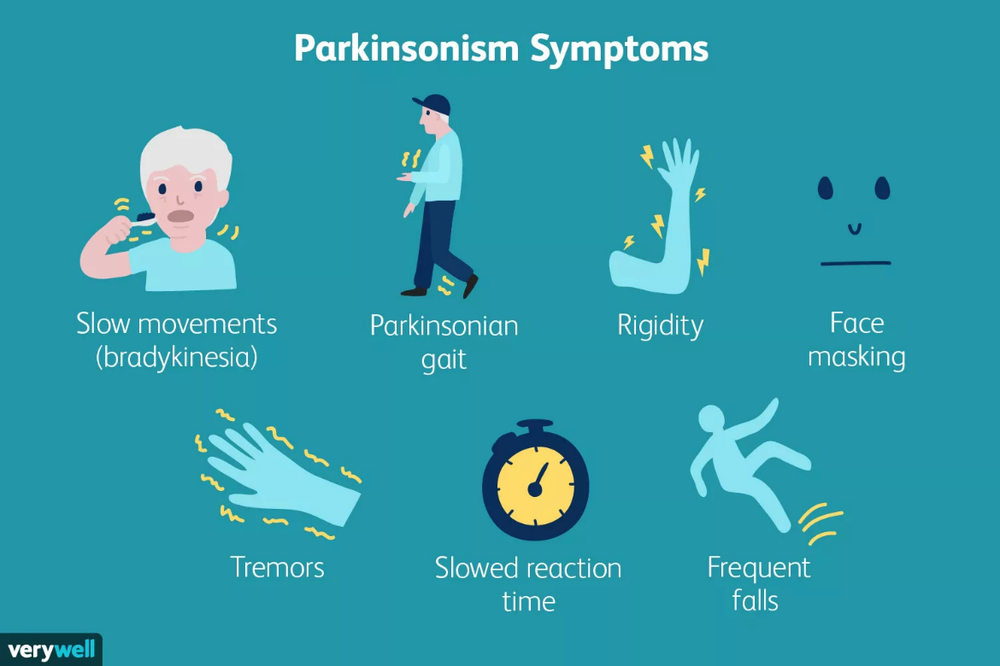 Parkinsonism Symptoms
Slow movements
(bradykinesia)
Parkinsonian
gait
Rigidity
Face
masking
Tremors
Slowed reaction
time
Frequent
falls
verywell